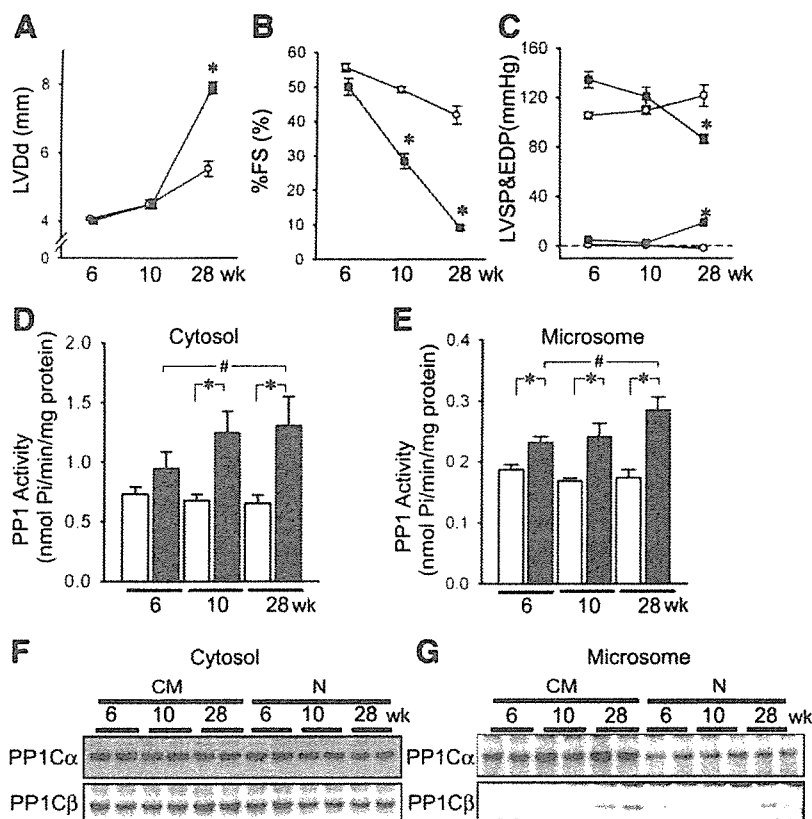 A
LVDd (mm)
8
6
4
0
*
6 10 28 wk
B
%FS (%)
60
50
40
30
20
10
0
*
*
6 10 28 wk
C
LVSP&EDP(mmHg)
160
120
80
40
0
*
*
6 10 28 wk
D
Cytosol
PP1 Activity
(nmol Pi/min/mg protein)
2.0
1.5
1.0
0.5
0.0
#
* *
6 10 28 wk
E
Microsome
PP1 Activity
(nmol Pi/min/mg protein)
0.4
0.3
0.2
0.1
0.0
#
* * *
6 10 28 wk
F
Cytosol
CM N
6 10 28 6 10 28 wk
PP1Cα
PP1Cβ
G
Microsome
CM N
6 10 28 6 10 28 wk
PP1Cα
PP1Cβ